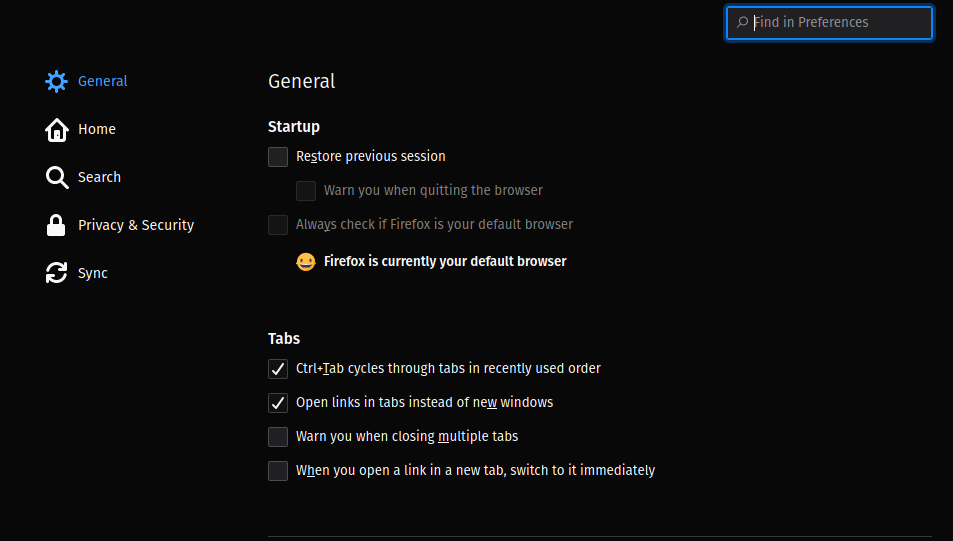 Find in Preferences
General
Home
Search
Privacy & Security
Sync
General
Startup
Restore previous session
Warn you when quitting the browser
Always check if Firefox is your default browser
Firefox is currently your default browser
Tabs
Ctrl+Tab cycles through tabs in recently used order
Open links in tabs instead of new windows
Warn you when closing multiple tabs
When you open a link in a new tab, switch to it immediately